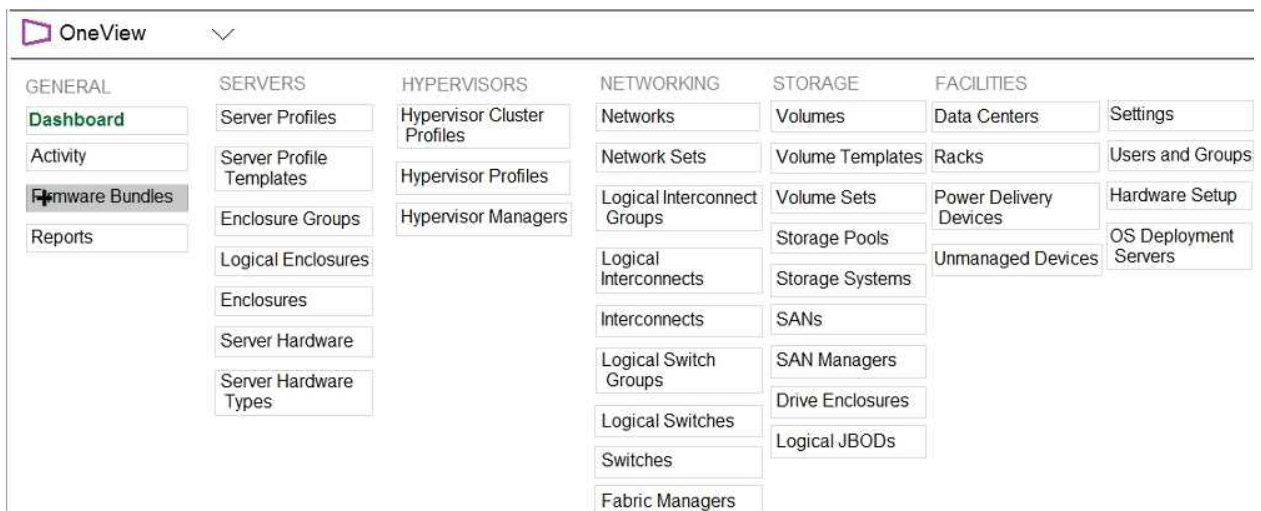 OneView
GENERAL
Dashboard
Activity
Firmware Bundles
Reports
SERVERS
Server Profiles
Server Profile
Templates
Enclosure Groups
Logical Enclosures
Enclosures
Server Hardware
Server Hardware
Types
HYPERVISORS
Hypervisor Cluster
Profiles
Hypervisor Profiles
Hypervisor Managers
NETWORKING
Networks
Network Sets
Logical Interconnect
Groups
Logical
Interconnects
Interconnects
Logical Switch
Groups
Logical Switches
Switches
Fabric Managers
STORAGE
Volumes
Volume Templates
Volume Sets
Storage Pools
Storage Systems
SANs
SAN Managers
Drive Enclosures
Logical JBODs
FACILITIES
Data Centers
Racks
Power Delivery
Devices
Unmanaged Devices
Settings
Users and Groups
Hardware Setup
OS Deployment
Servers